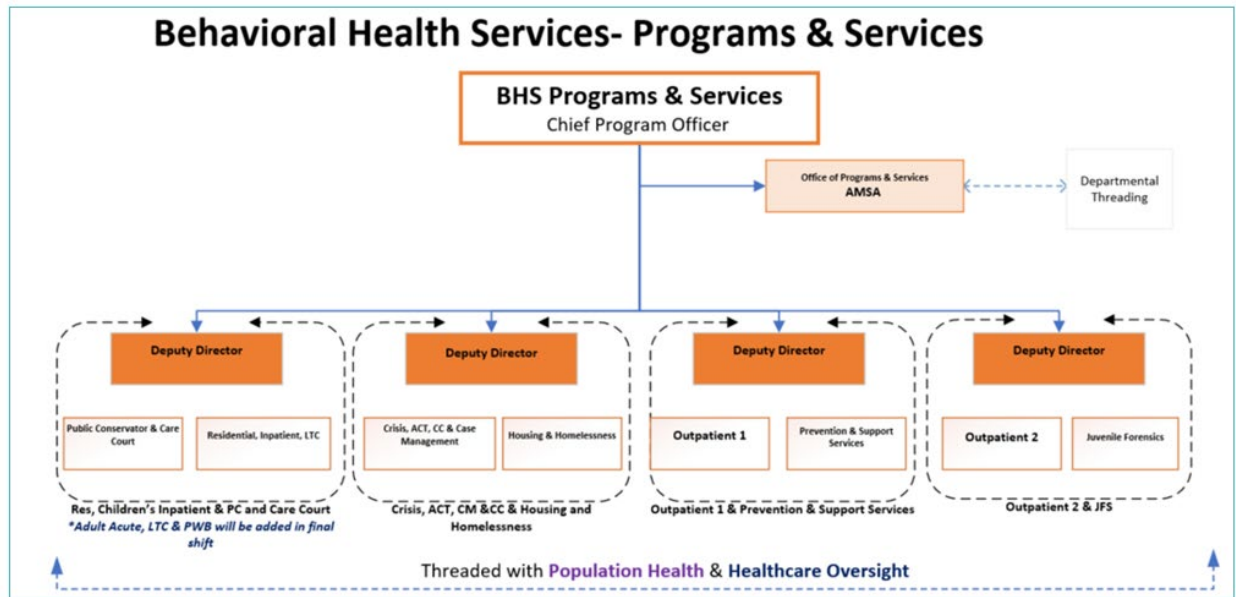 Behavioral Health Services- Programs & Services
BHS Programs & Services
Chief Program Officer
Office of Programs & Services
AMSA
Departmental
Threading
Deputy Director
Deputy Director
Deputy Director
Deputy Director
Public Conservator & Care
Court
Residential, Inpatient, LTC
Crisis, ACT, CC & Case
Management
Housing & Homelessness
Outpatient 1
Prevention & Support
Services
Outpatient 2
Juvenile Forensics
Res, Children's Inpatient & PC and Care Court
*Adult Acute, LTC & PWB will be added in final
shift
Crisis, ACT, CM &CC & Housing and
Homelessness
Outpatient 1 & Prevention & Support Services
Outpatient 2 & JFS
Threaded with Population Health & Healthcare Oversight